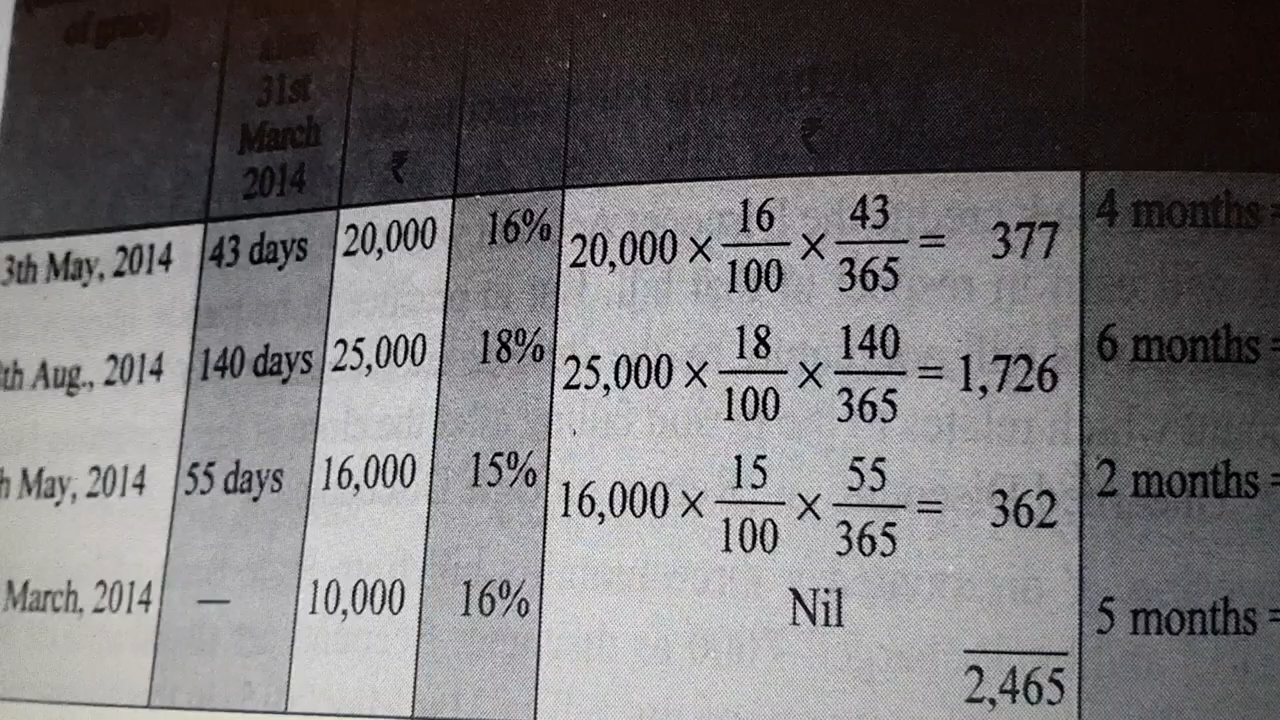 of grace)
31st
March
2014
₹
₹
3th May, 2014 43 days 20,000 16% 20,000 × 16/100 × 43/365 = 377 4 months =
th Aug., 2014 140 days 25,000 18% 25,000 × 18/100 × 140/365 = 1,726 6 months =
h May, 2014 55 days 16,000 15% 16,000 × 15/100 × 55/365 = 362 2 months =
March, 2014 — 10,000 16% Nil 5 months =
2,465